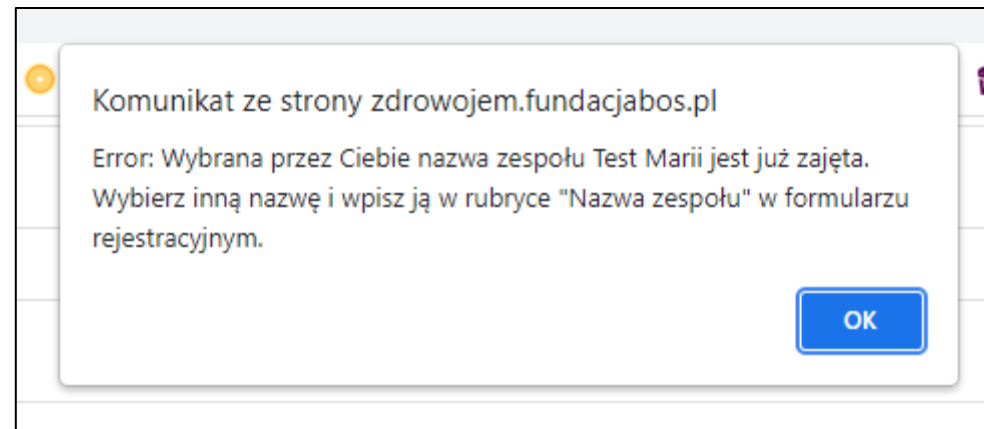 Komunikat ze strony zdrowojem.fundacjabos.pl
Error: Wybrana przez Ciebie nazwa zespołu Test Marii jest już zajęta.
Wybierz inną nazwę i wpisz ją w rubryce "Nazwa zespołu" w formularzu
rejestracyjnym.
OK